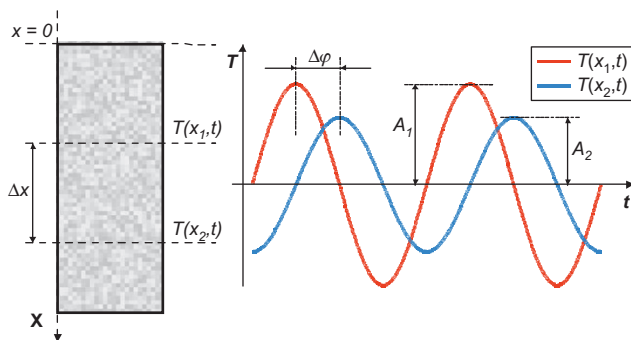 x = 0
T(x₁,t)
Δx
T(x₂,t)
X
T
Δφ
A₁
A₂
t
T(x₁,t)
T(x₂,t)